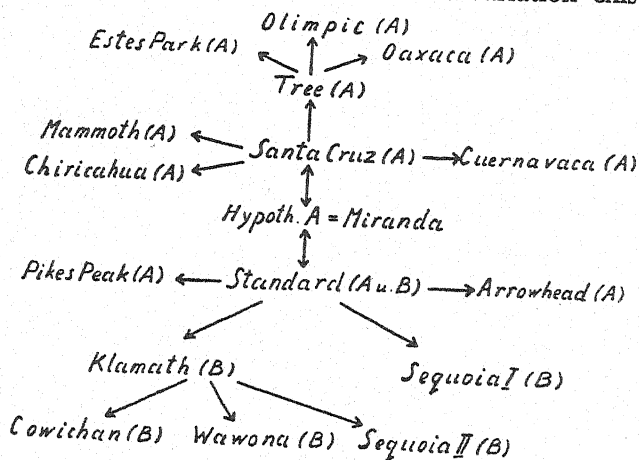 Olimpic (A)
Estes Park (A)
Oaxaca (A)
Tree (A)
Mammoth (A)
Santa Cruz (A)
Cuernavaca (A)
Chiricahua (A)
Hypoth. A = Miranda
Pikes Peak (A)
Standard (A u. B)
Arrowhead (A)
Klamath (B)
Sequoia I (B)
Cowichan (B)
Wawona (B)
Sequoia II (B)